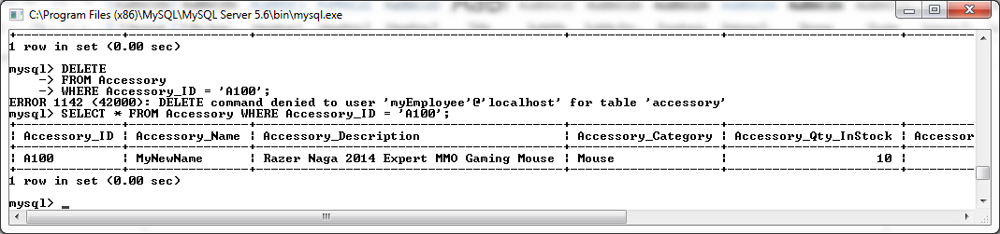 C:\Program Files (x86)\MySQL\MySQL Server 5.6\bin\mysql.exe
1 row in set (0.00 sec)
mysql> DELETE
-> FROM Accessory
-> WHERE Accessory_ID = 'A100';
ERROR 1142 (42000): DELETE command denied to user 'myEmployee'@'localhost' for table 'accessory'
mysql> SELECT * FROM Accessory WHERE Accessory_ID = 'A100';
| Accessory_ID | Accessory_Name | Accessory_Description | Accessory_Category | Accessory_Qty_InStock | Accessor
| A100 | MyNewName | Razer Naga 2014 Expert MMO Gaming Mouse | Mouse | 10 |
1 row in set (0.00 sec)
mysql> _